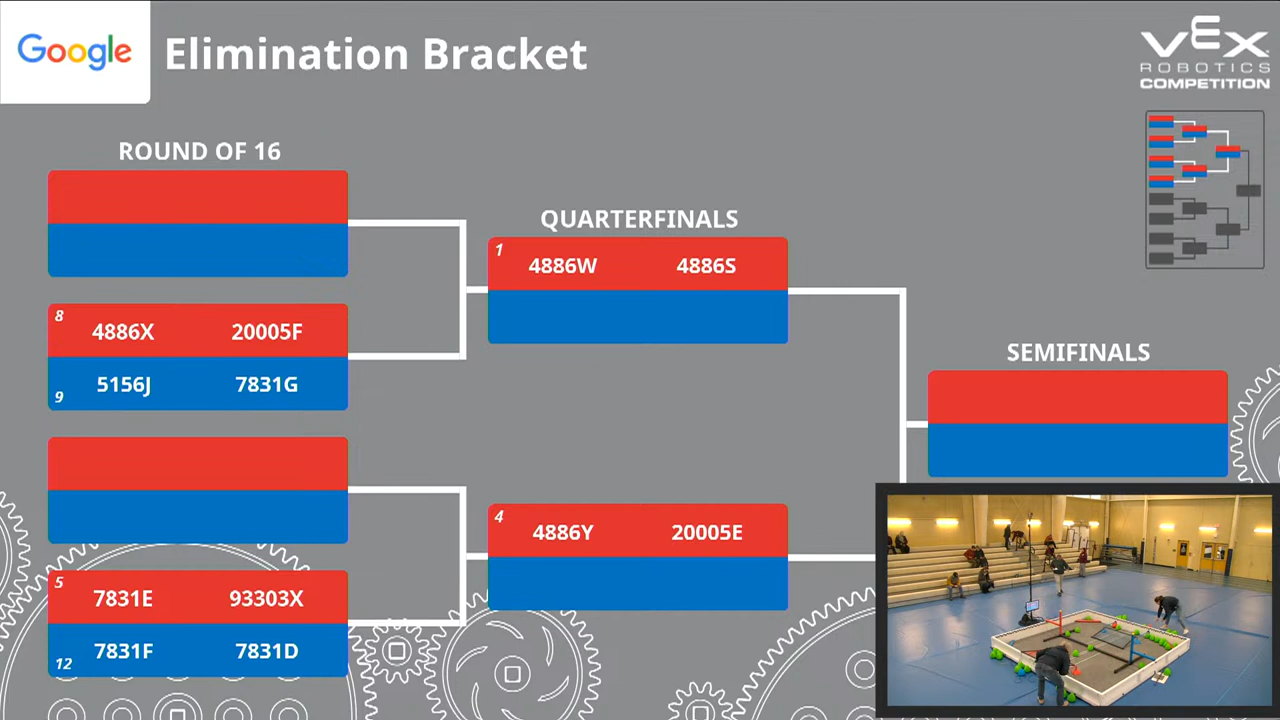 Google
Elimination Bracket
VEX
ROBOTICS
COMPETITION
ROUND OF 16
8 4886X 20005F
9 5156J 7831G
5 7831E 93303X
12 7831F 7831D
QUARTERFINALS
1 4886W 4886S
4 4886Y 20005E
SEMIFINALS